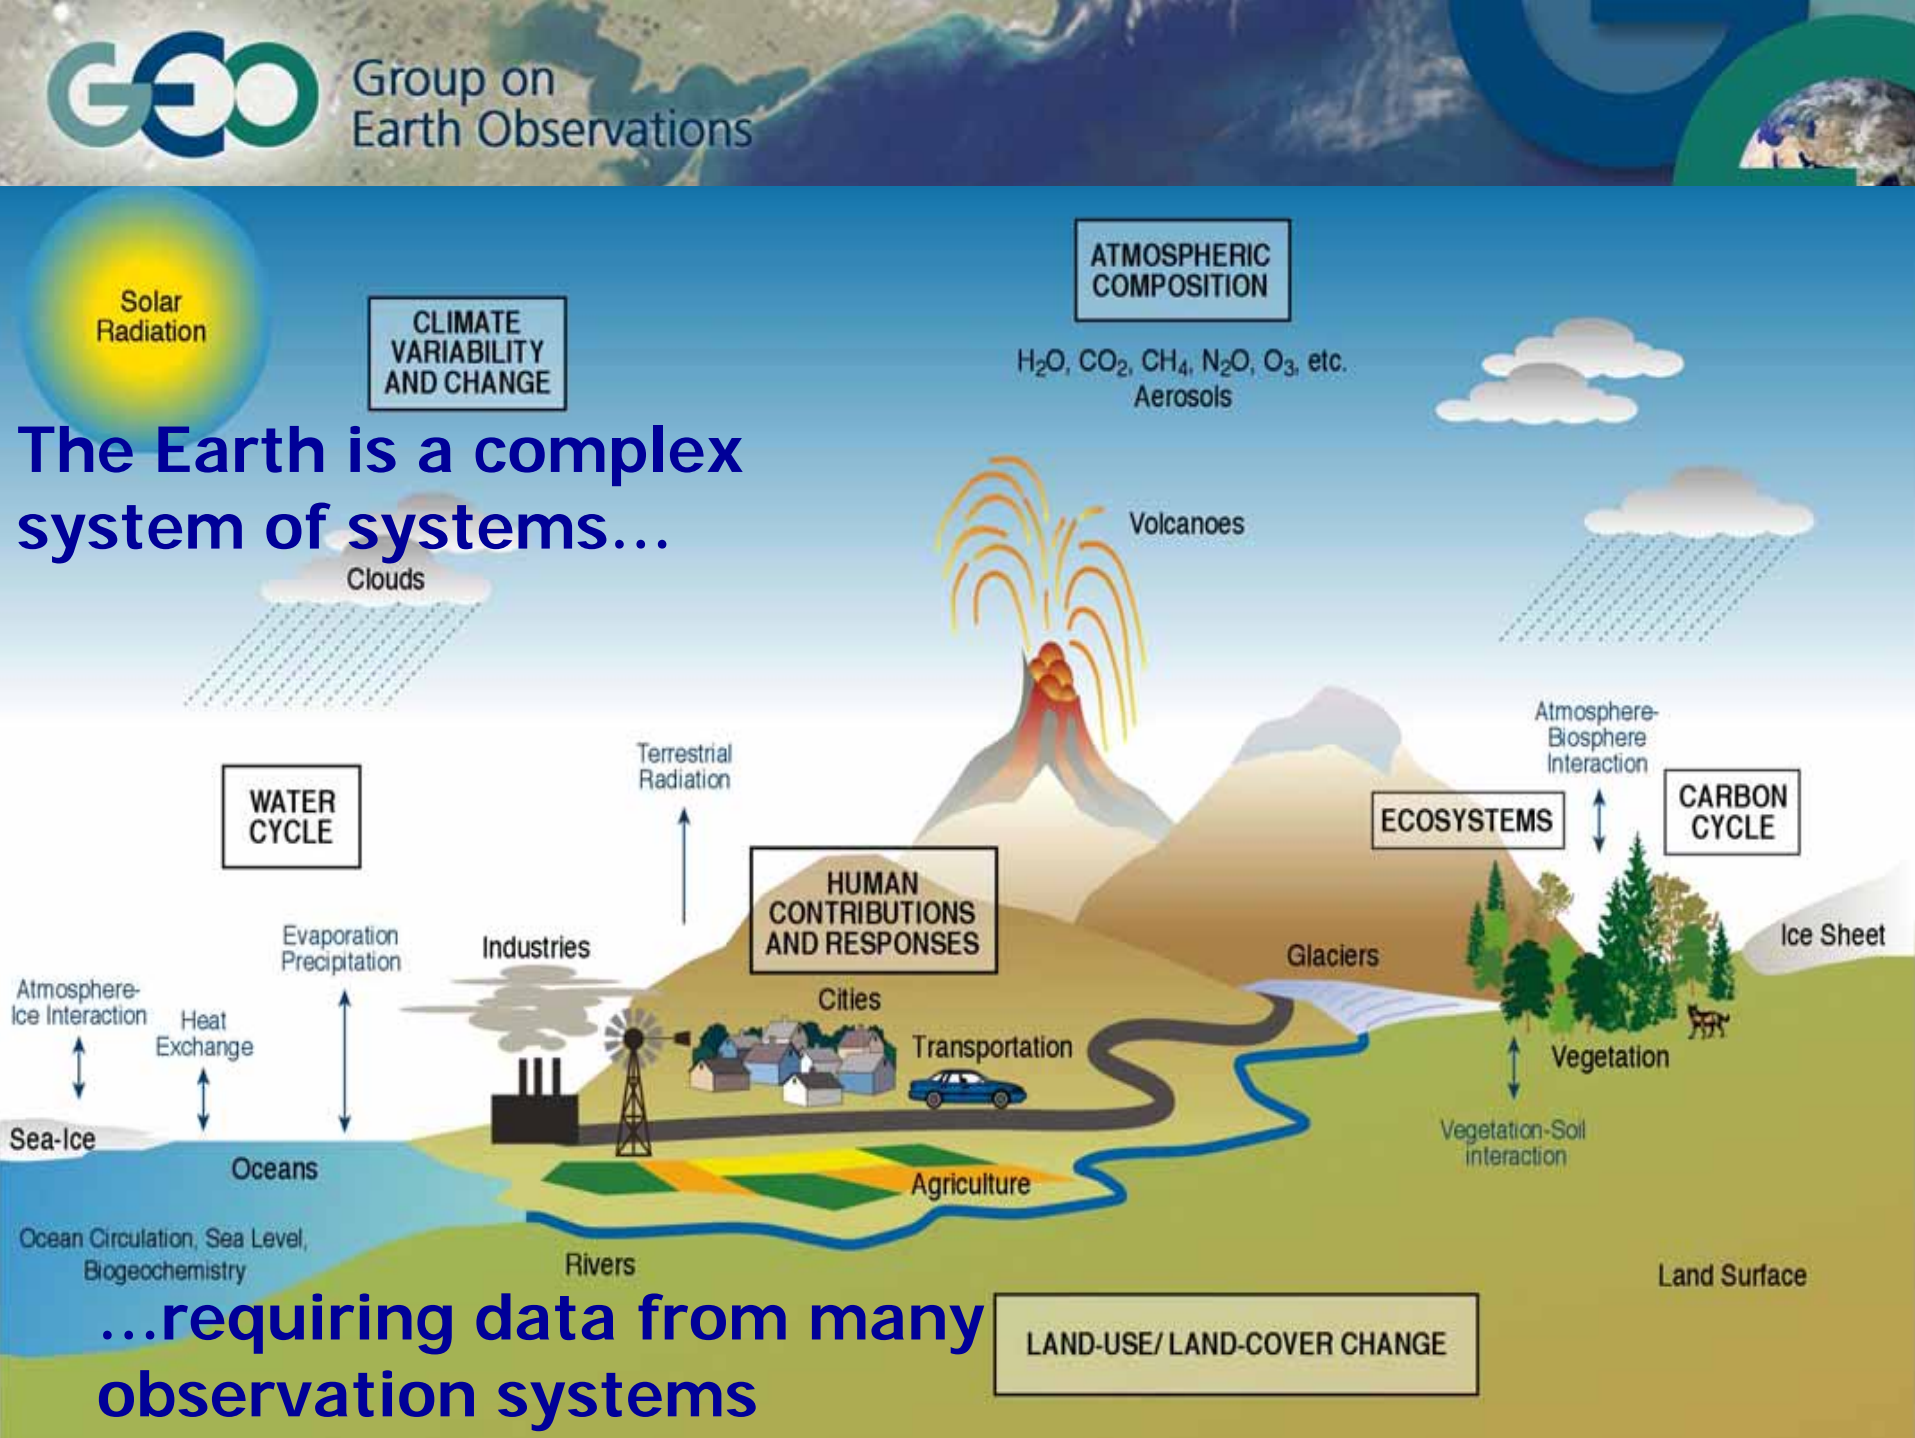 GEO
Group on
Earth Observations
Solar
Radiation
CLIMATE
VARIABILITY
AND CHANGE
ATMOSPHERIC
COMPOSITION
H₂O, CO₂, CH₄, N₂O, O₃, etc.
Aerosols
The Earth is a complex
system of systems…
Clouds
Volcanoes
Terrestrial
Radiation
Atmosphere-
Biosphere
Interaction
WATER
CYCLE
ECOSYSTEMS
CARBON
CYCLE
HUMAN
CONTRIBUTIONS
AND RESPONSES
Evaporation
Precipitation
Industries
Glaciers
Ice Sheet
Atmosphere-
Ice Interaction
Heat
Exchange
Cities
Transportation
Vegetation
Sea-Ice
Oceans
Vegetation-Soil
interaction
Agriculture
Ocean Circulation, Sea Level,
Biogeochemistry
Rivers
Land Surface
…requiring data from many
observation systems
LAND-USE/ LAND-COVER CHANGE